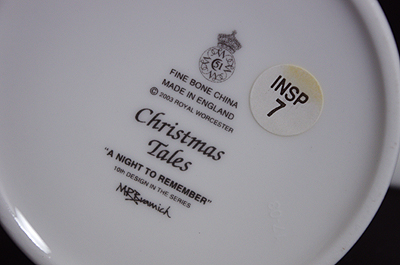 51
FINE BONE CHINA
MADE IN ENGLAND
© 2003 ROYAL WORCESTER
Christmas
Tales
"A NIGHT TO REMEMBER"
10th DESIGN IN THE SERIES
INSP
7